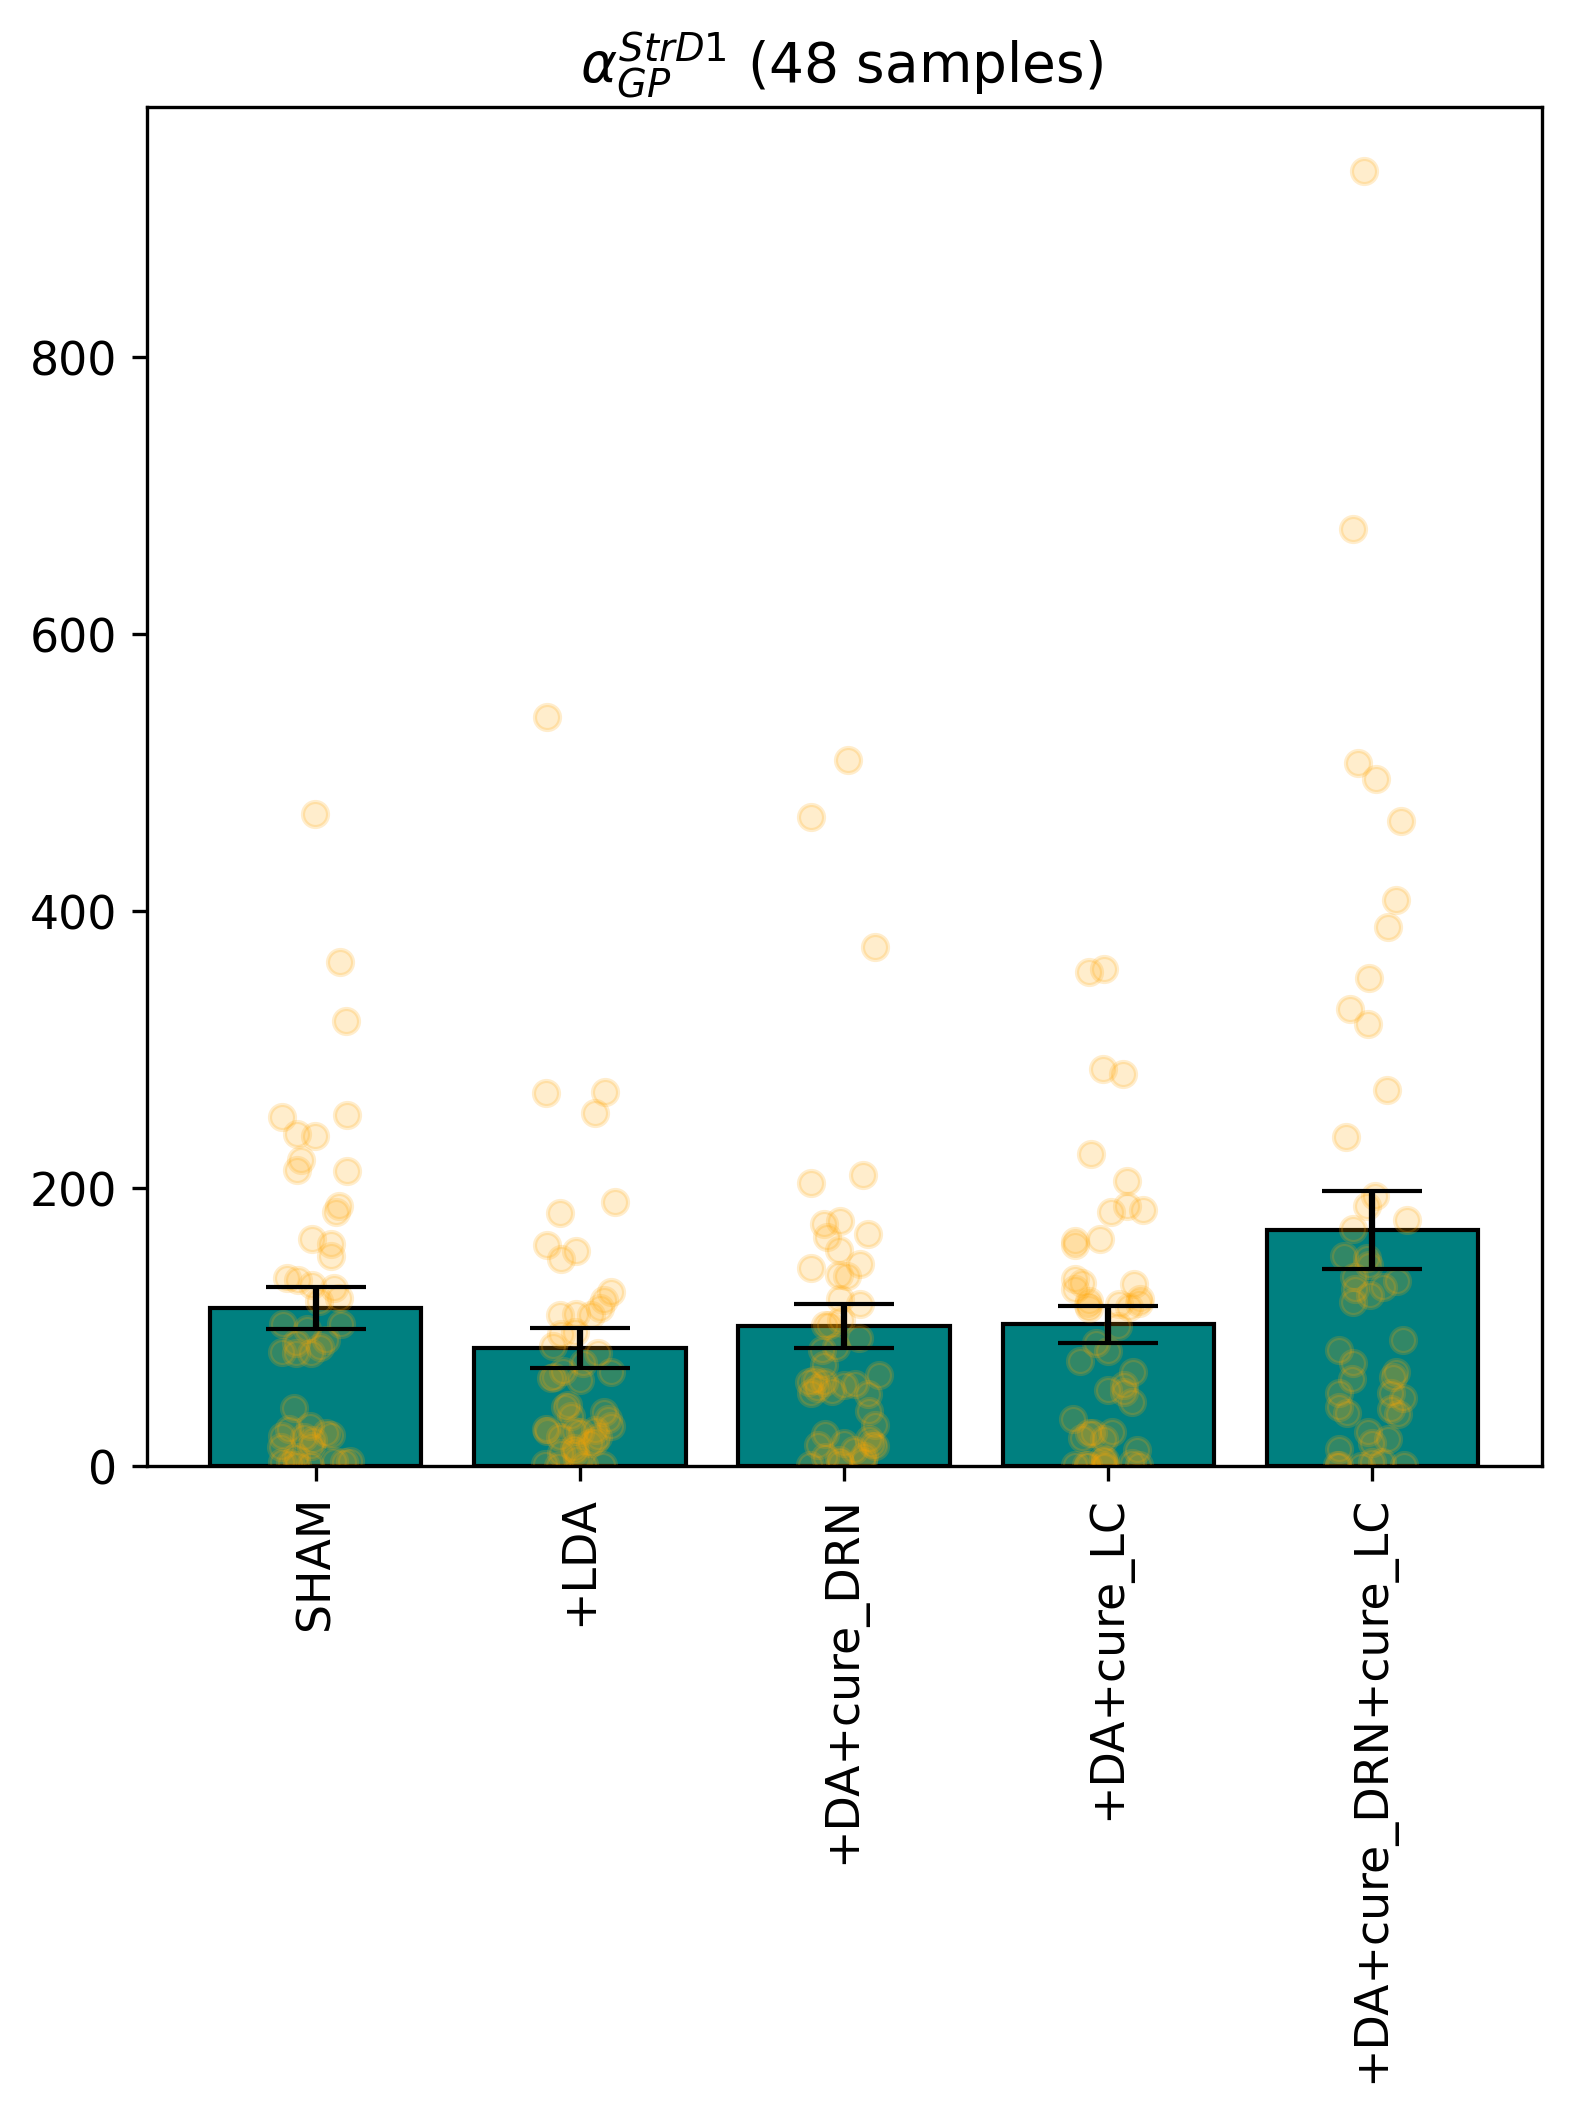 α_GP^StrD1 (48 samples)
800
600
400
200
0
SHAM
+LDA
+DA+cure_DRN
+DA+cure_LC
+DA+cure_DRN+cure_LC